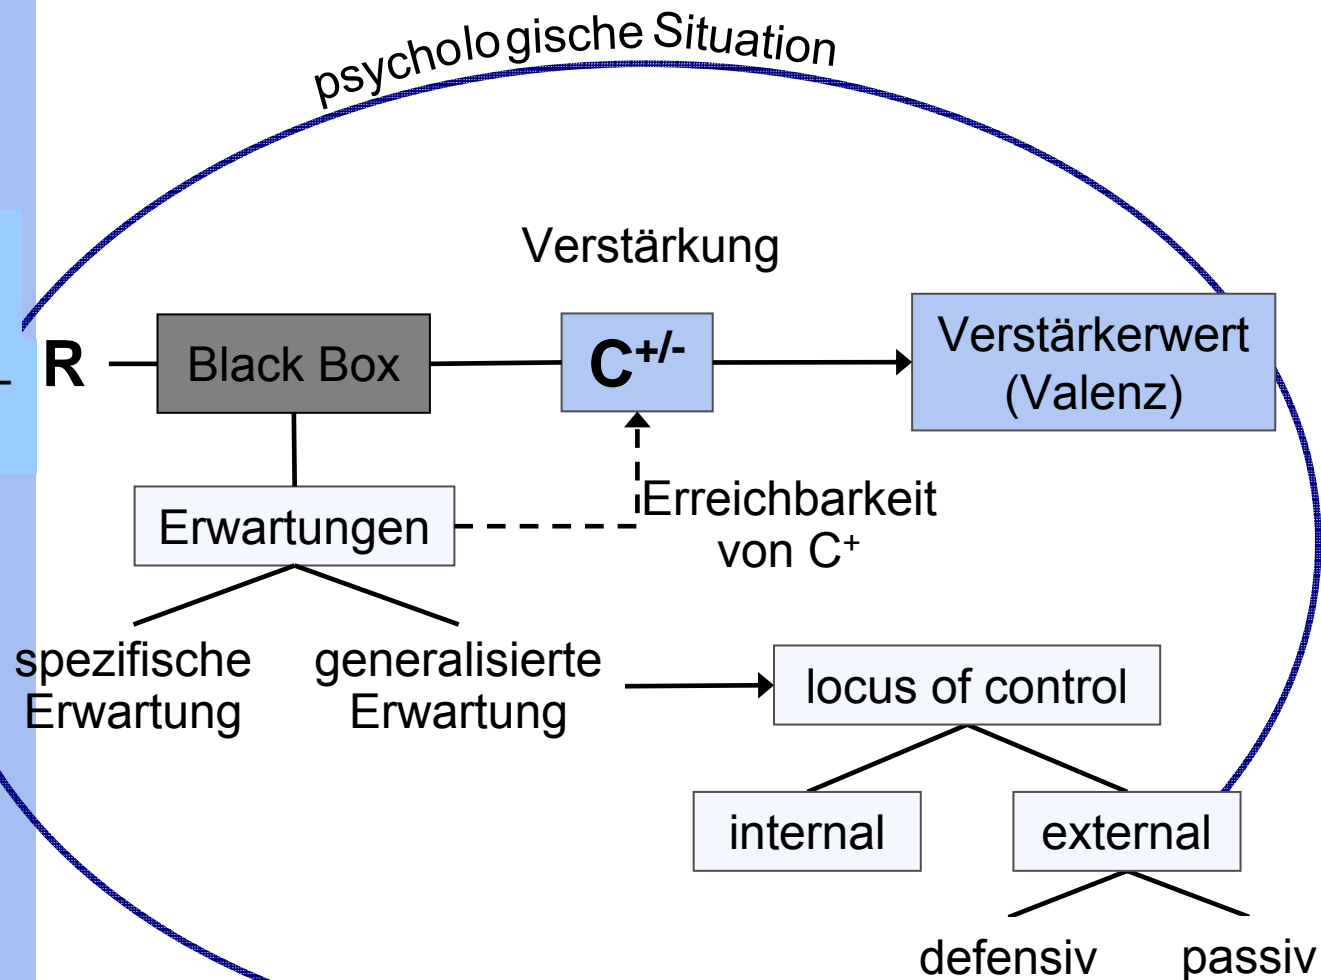 psychologische Situation
Verstärkung
R
Black Box
C+/-
Verstärkerwert
(Valenz)
Erwartungen
Erreichbarkeit
von C+
spezifische
Erwartung
generalisierte
Erwartung
locus of control
internal
external
defensiv
passiv